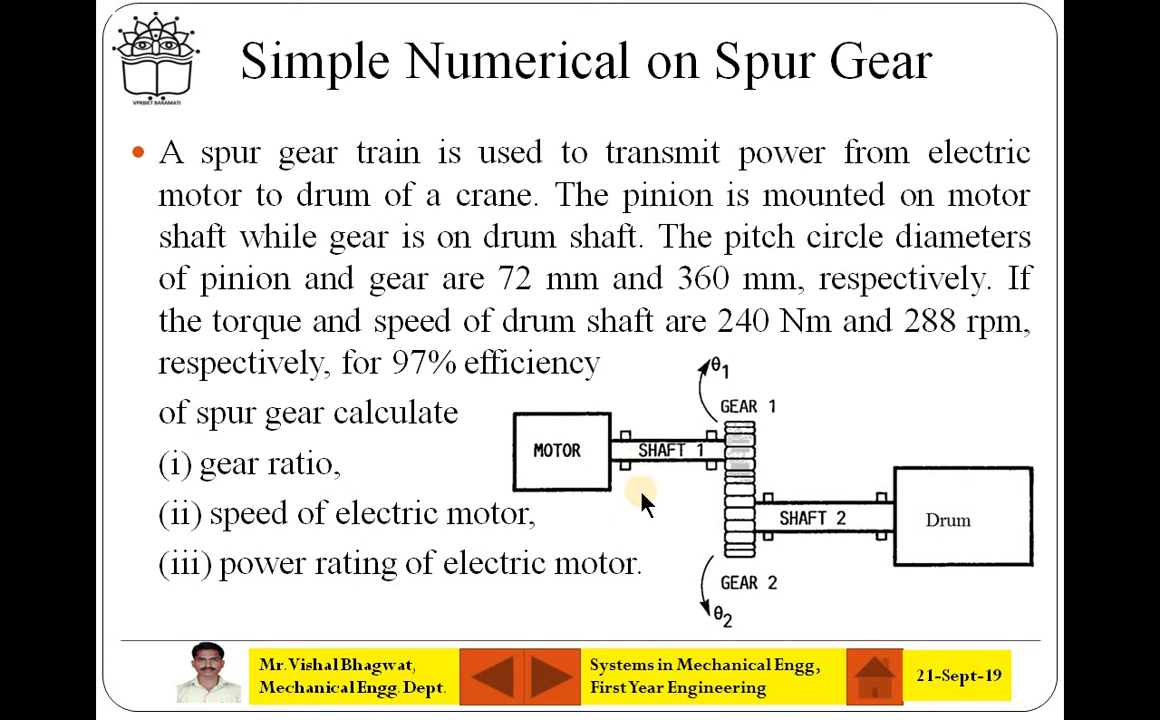 VPKBIET BARAMATI
Simple Numerical on Spur Gear
• A spur gear train is used to transmit power from electric
motor to drum of a crane. The pinion is mounted on motor
shaft while gear is on drum shaft. The pitch circle diameters
of pinion and gear are 72 mm and 360 mm, respectively. If
the torque and speed of drum shaft are 240 Nm and 288 rpm,
respectively, for 97% efficiency
of spur gear calculate
(i) gear ratio,
(ii) speed of electric motor,
(iii) power rating of electric motor.
θ1
GEAR 1
MOTOR
SHAFT 1
SHAFT 2
Drum
GEAR 2
θ2
Mr. Vishal Bhagwat,
Mechanical Engg. Dept.
Systems in Mechanical Engg,
First Year Engineering
21-Sept-19